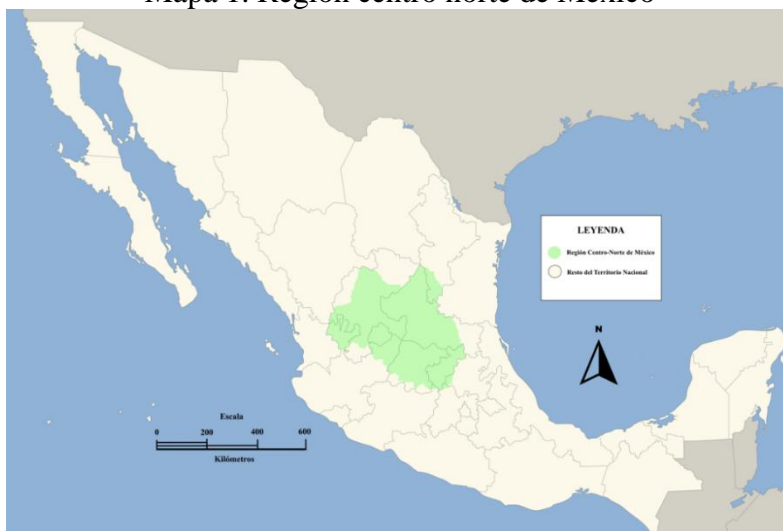 Mapa 1. Región centro norte de México
LEYENDA
Región Centro-Norte de México
Resto del Territorio Nacional
N
Escala
0 200 400 600
Kilómetros